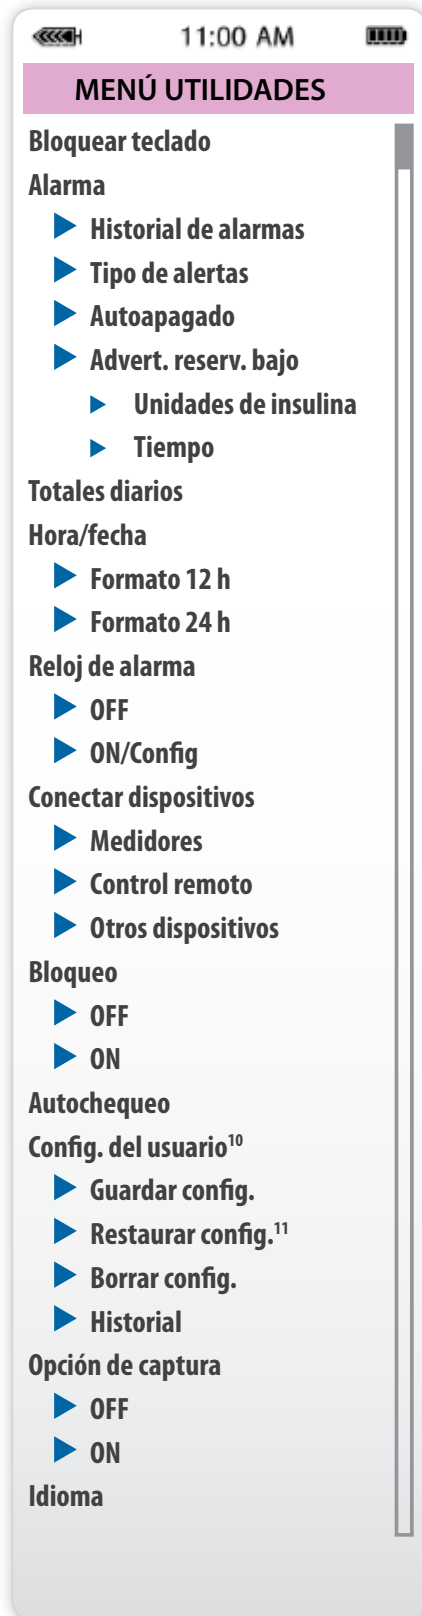 11:00 AM
MENÚ UTILIDADES
Bloquear teclado
Alarma
Historial de alarmas
Tipo de alertas
Autoapagado
Advert. reserv. bajo
Unidades de insulina
Tiempo
Totales diarios
Hora/fecha
Formato 12 h
Formato 24 h
Reloj de alarma
OFF
ON/Config
Conectar dispositivos
Medidores
Control remoto
Otros dispositivos
Bloqueo
OFF
ON
Autochequeo
Config. del usuario¹⁰
Guardar config.
Restaurar config.¹¹
Borrar config.
Historial
Opción de captura
OFF
ON
Idioma